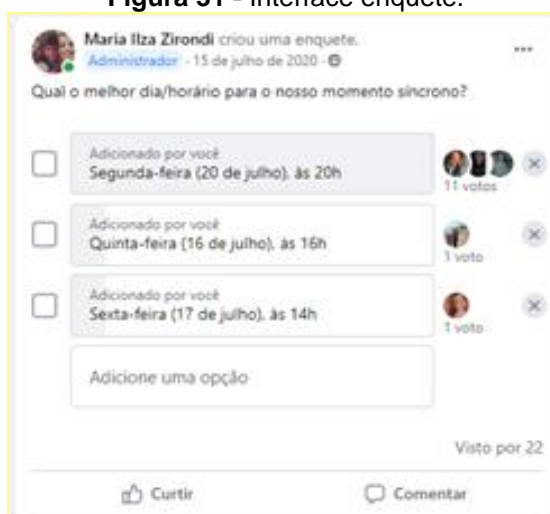 Figura 31 - Interface enquete.
Maria Ilza Zirondi criou uma enquete.
Administrador · 15 de julho de 2020 ·
Qual o melhor dia/horário para o nosso momento síncrono?
Adicionado por você
Segunda-feira (20 de julho), às 20h
11 votos
Adicionado por você
Quinta-feira (16 de julho), às 16h
1 voto
Adicionado por você
Sexta-feira (17 de julho), às 14h
1 voto
Adicione uma opção
Visto por 22
Curtir
Comentar